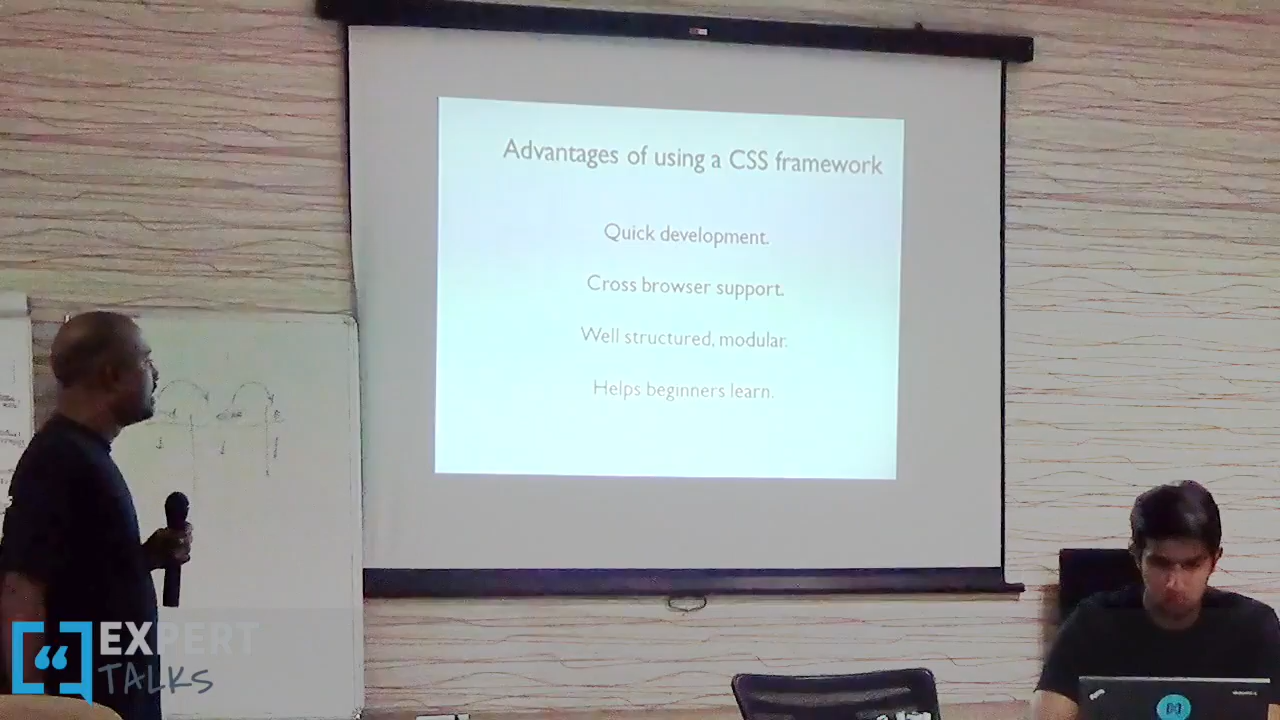 Advantages of using a CSS framework
Quick development.
Cross browser support.
Well structured, modular.
Helps beginners learn.
EXPERT
TALKS